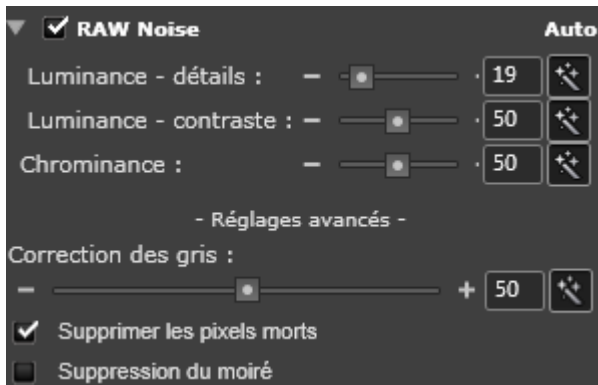 RAW Noise Auto
Luminance - détails : 19
Luminance - contraste : 50
Chrominance : 50
- Réglages avancés -
Correction des gris :
50
Supprimer les pixels morts
Suppression du moiré